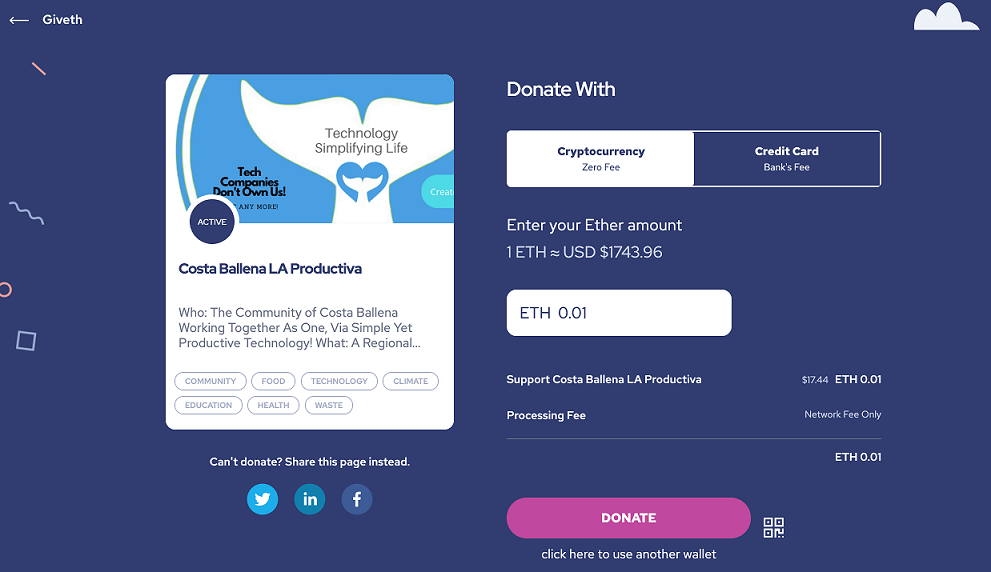 Giveth
Technology
Simplifying Life
Tech
Companies
Don't Own Us!
ANY MORE!
Create
ACTIVE
Costa Ballena LA Productiva
Who: The Community of Costa Ballena
Working Together As One, Via Simple Yet
Productive Technology! What: A Regional...
COMMUNITY FOOD TECHNOLOGY CLIMATE
EDUCATION HEALTH WASTE
Can't donate? Share this page instead.
in f
Donate With
Cryptocurrency
Zero Fee
Credit Card
Bank's Fee
Enter your Ether amount
1 ETH ≈ USD $1743.96
ETH 0.01
Support Costa Ballena LA Productiva $17.44 ETH 0.01
Processing Fee Network Fee Only
ETH 0.01
DONATE
click here to use another wallet